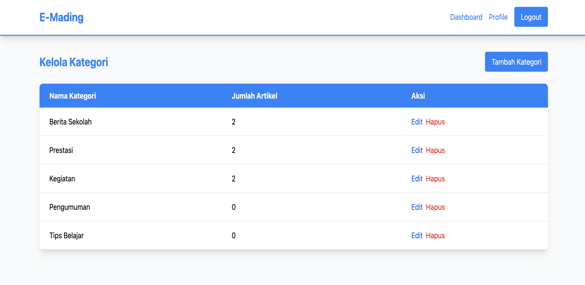 E-Mading Dashboard Profile Logout
Kelola Kategori Tambah Kategori
Nama Kategori Jumlah Artikel Aksi
Berita Sekolah 2 Edit Hapus
Prestasi 2 Edit Hapus
Kegiatan 2 Edit Hapus
Pengumuman 0 Edit Hapus
Tips Belajar 0 Edit Hapus